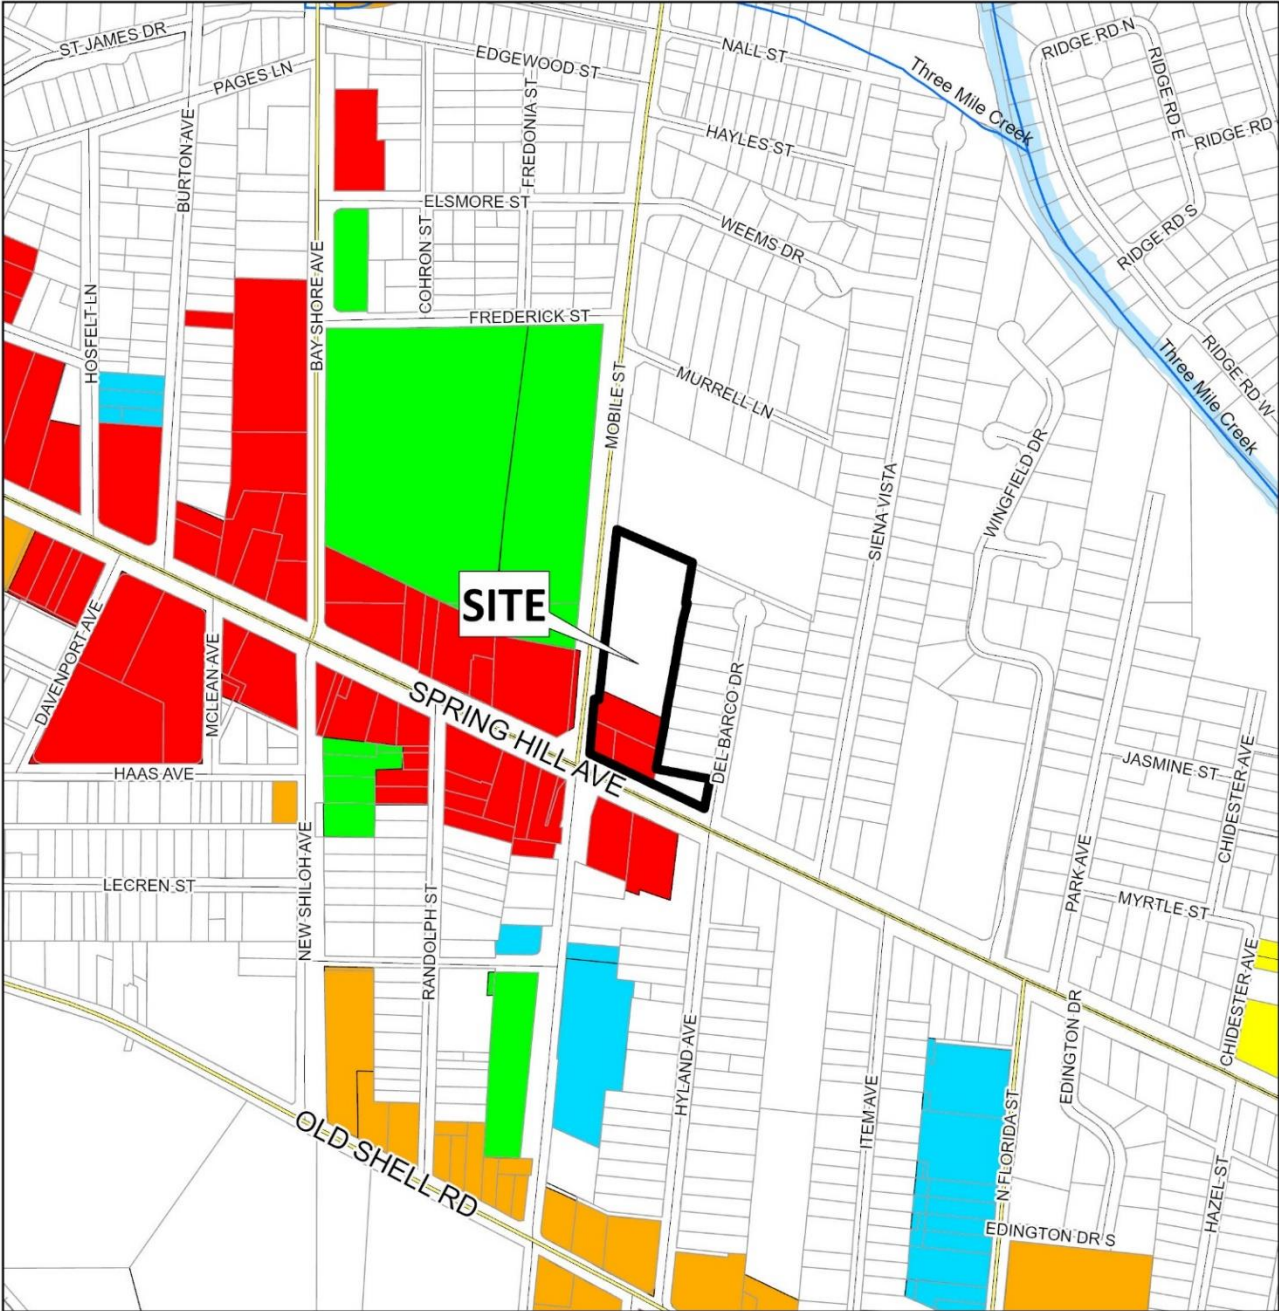 ST JAMES DR
PAGES LN
BURTON AVE
EDGEWOOD ST
FREDONIA ST
NALL ST
Three Mile Creek
RIDGE RD N
RIDGE RD E
RIDGE RD
HAYLES ST
ELSMORE ST
COHRON ST
WEEMS DR
RIDGE RD S
HOSFELT LN
BAY SHORE AVE
FREDERICK ST
MOBILE ST
MURRELL LN
Three Mile Creek
RIDGE RD W
SIENA VISTA
WINGFIELD DR
SITE
DAVENPORT AVE
MCLEAN AVE
SPRING HILL AVE
DEL BARCO DR
HAAS AVE
JASMINE ST
CHIDESTER AVE
LECREN ST
NEW SHILOH AVE
RANDOLPH ST
PARK AVE
MYRTLE ST
CHIDESTER AVE
HYLAND AVE
ITEM AVE
N FLORIDA ST
EDINGTON DR
OLD SHELL RD
HAZEL ST
EDINGTON DR S